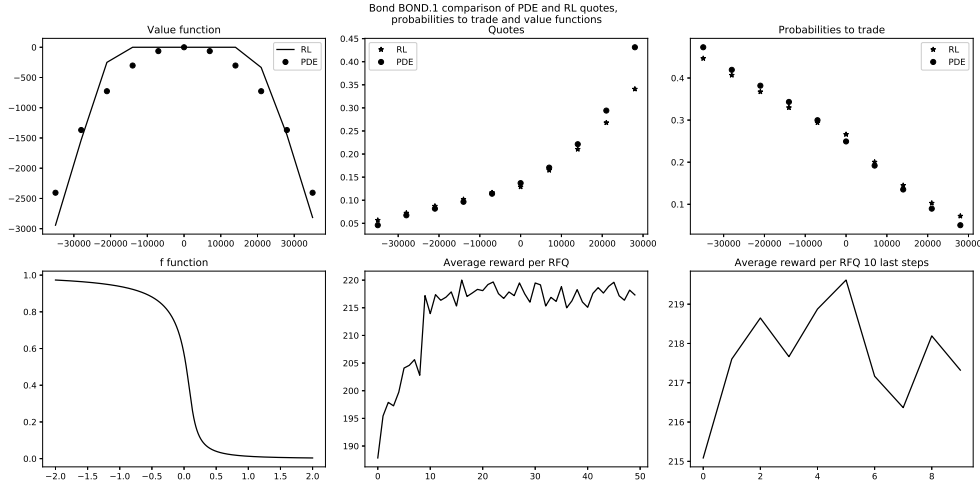 Bond BOND.1 comparison of PDE and RL quotes,
probabilities to trade and value functions
Value function
Quotes
Probabilities to trade
RL
PDE
0
−500
−1000
−1500
−2000
−2500
−3000
−30000 −20000 −10000 0 10000 20000 30000
RL
PDE
0.45
0.40
0.35
0.30
0.25
0.20
0.15
0.10
0.05
−30000 −20000 −10000 0 10000 20000 30000
RL
PDE
0.4
0.3
0.2
0.1
−30000 −20000 −10000 0 10000 20000 30000
f function
Average reward per RFQ
Average reward per RFQ 10 last steps
1.0
0.8
0.6
0.4
0.2
0.0
−2.0 −1.5 −1.0 −0.5 0.0 0.5 1.0 1.5 2.0
220
215
210
205
200
195
190
0 10 20 30 40 50
219
218
217
216
215
0 2 4 6 8